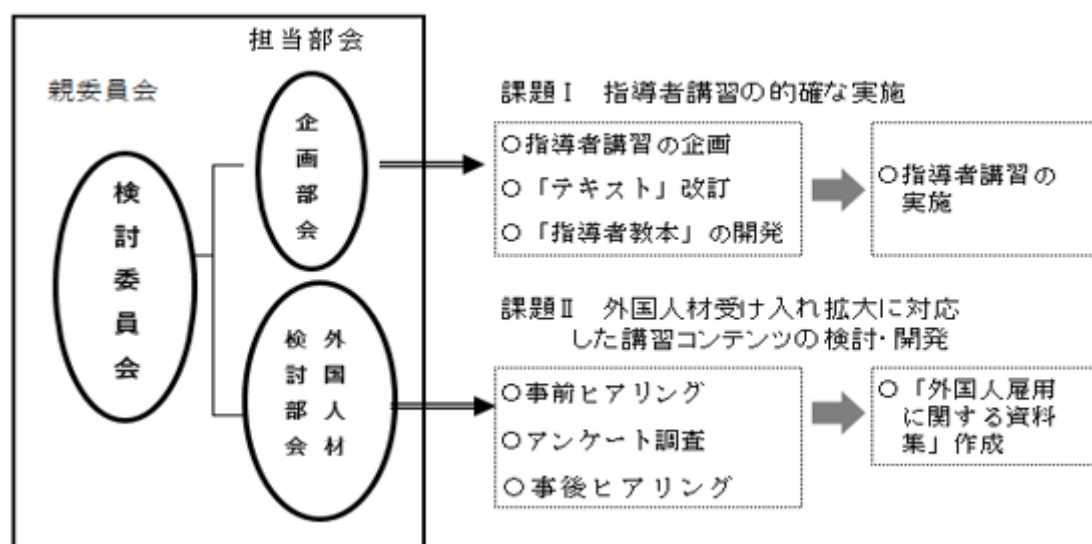 担当部会
親委員会
検討委員会
企画部会
外国人材
検討部会
課題Ⅰ　指導者講習の的確な実施
○指導者講習の企画
○「テキスト」改訂
○「指導者教本」の開発
○指導者講習の
実施
課題Ⅱ　外国人材受け入れ拡大に対応
した講習コンテンツの検討・開発
○事前ヒアリング
○アンケート調査
○事後ヒアリング
○「外国人雇用
に関する資料
集」作成